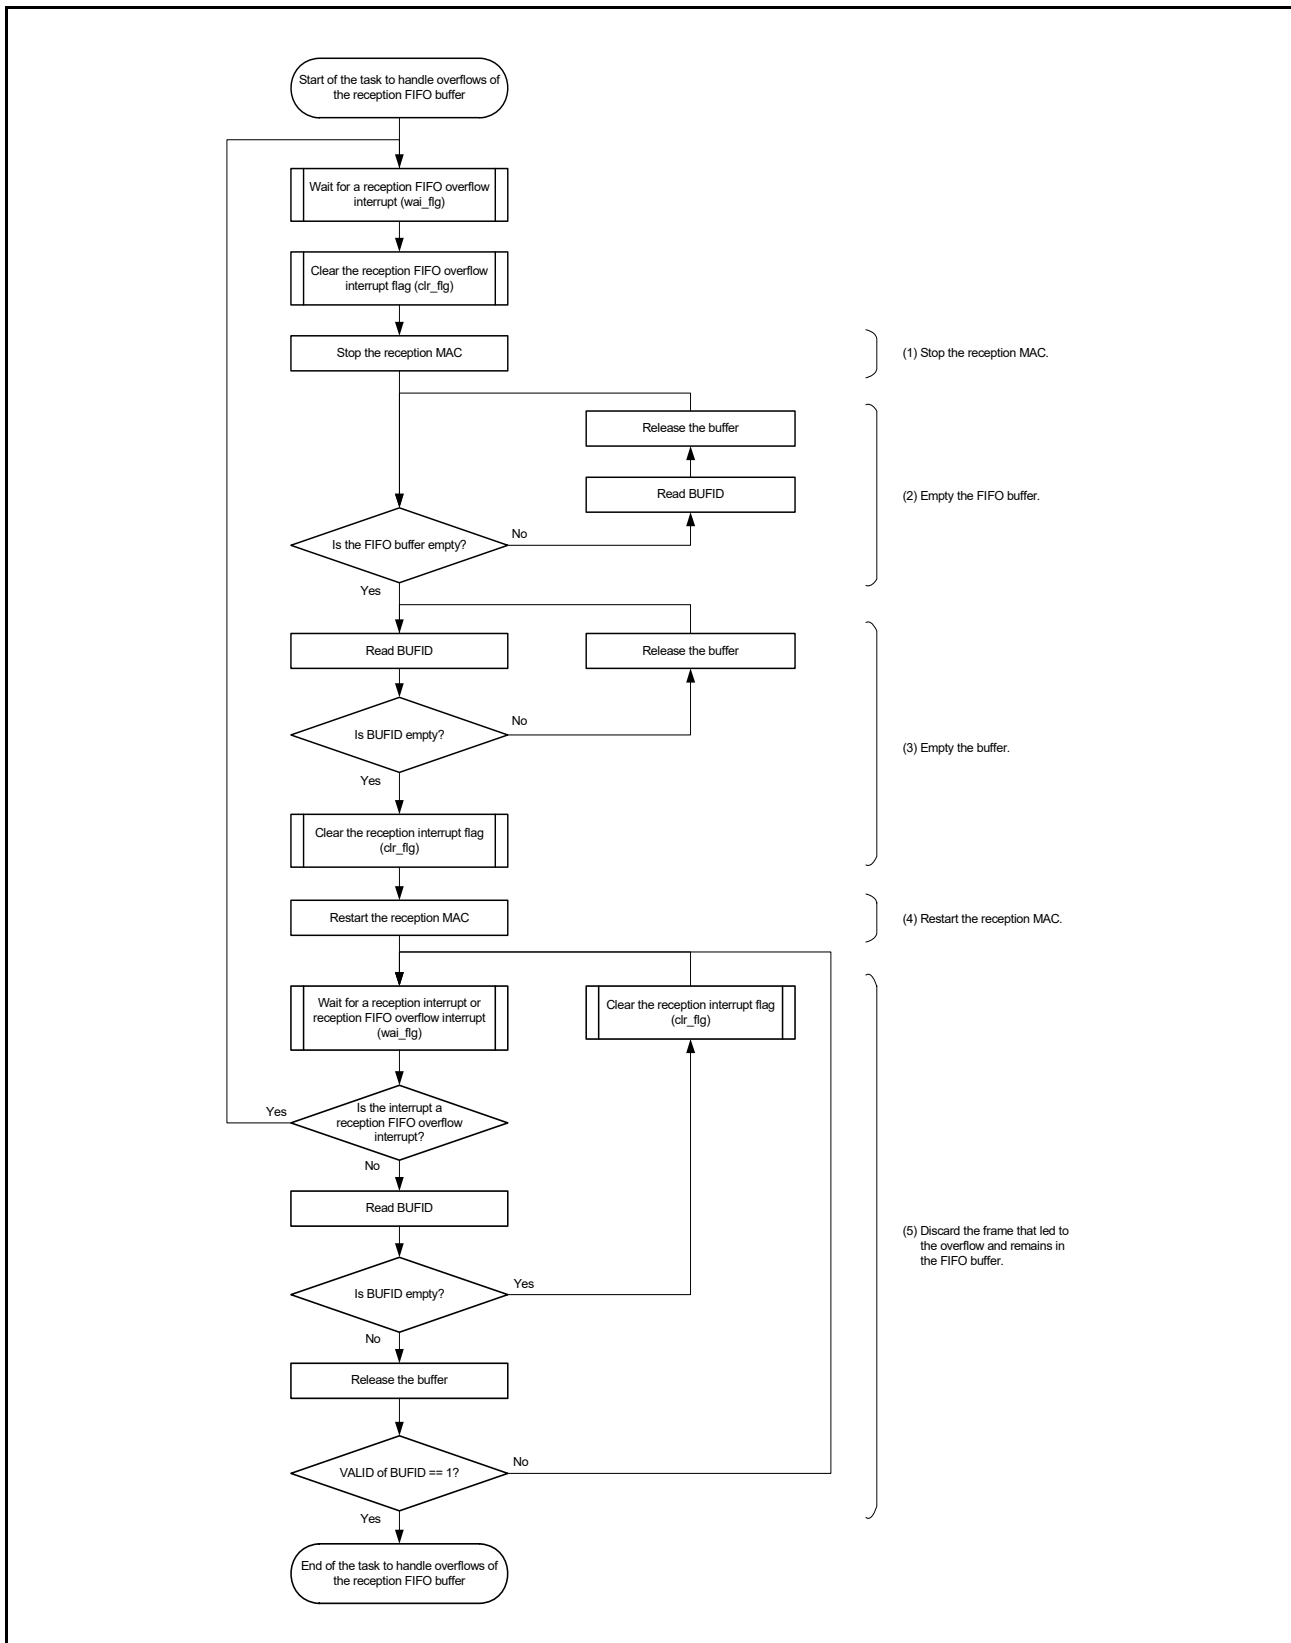 Start of the task to handle overflows of
the reception FIFO buffer
Wait for a reception FIFO overflow
interrupt (wai_flg)
Clear the reception FIFO overflow
interrupt flag (clr_flg)
Stop the reception MAC
(1) Stop the reception MAC.
Release the buffer
Read BUFID
(2) Empty the FIFO buffer.
Is the FIFO buffer empty?
No
Yes
Read BUFID
Release the buffer
Is BUFID empty?
No
(3) Empty the buffer.
Yes
Clear the reception interrupt flag
(clr_flg)
Restart the reception MAC
(4) Restart the reception MAC.
Wait for a reception interrupt or
reception FIFO overflow interrupt
(wai_flg)
Clear the reception interrupt flag
(clr_flg)
Yes
Is the interrupt a
reception FIFO overflow
interrupt?
No
Read BUFID
(5) Discard the frame that led to
the overflow and remains in
the FIFO buffer.
Is BUFID empty?
Yes
No
Release the buffer
VALID of BUFID == 1?
No
Yes
End of the task to handle overflows of
the reception FIFO buffer